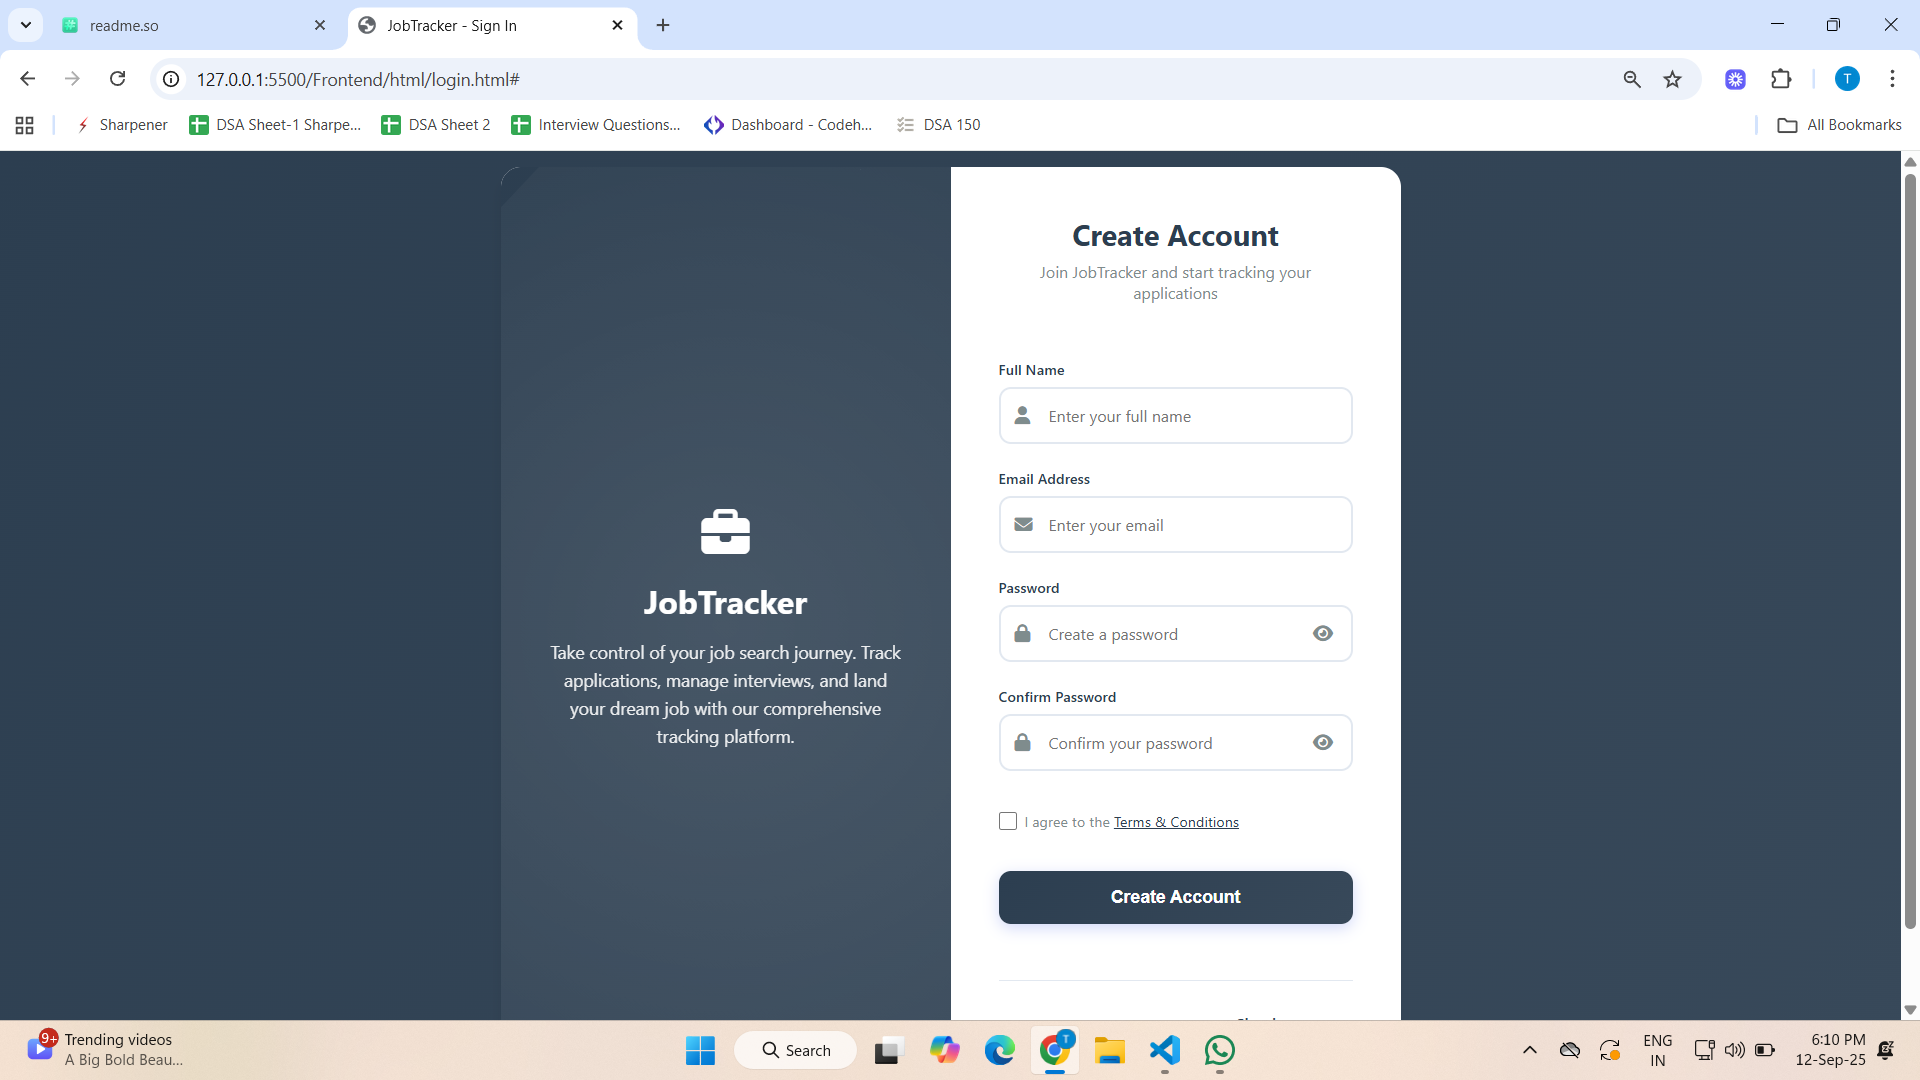 readme.so
JobTracker - Sign In
127.0.0.1:5500/Frontend/html/login.html#
T
Sharpener
DSA Sheet-1 Sharpe...
DSA Sheet 2
Interview Questions...
Dashboard - Codeh...
DSA 150
All Bookmarks
JobTracker
Take control of your job search journey. Track
applications, manage interviews, and land
your dream job with our comprehensive
tracking platform.
Create Account
Join JobTracker and start tracking your
applications
Full Name
Enter your full name
Email Address
Enter your email
Password
Create a password
Confirm Password
Confirm your password
I agree to the Terms & Conditions
Create Account
9+
Trending videos
A Big Bold Beau...
Search
T
ENG
IN
6:10 PM
12-Sep-25